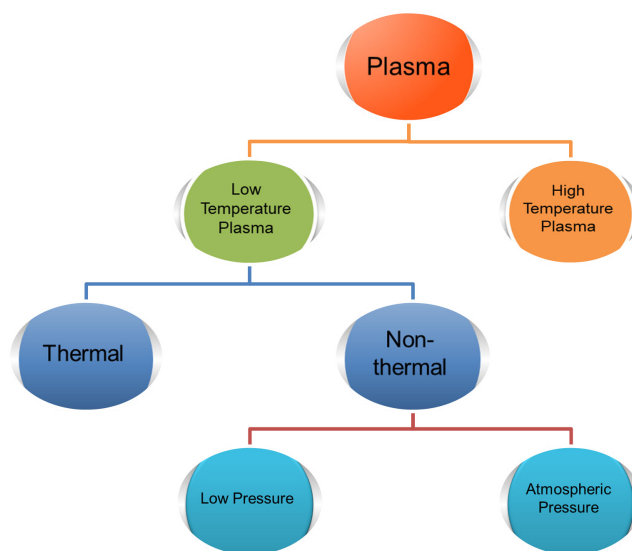 Plasma
Low
Temperature
Plasma
High
Temperature
Plasma
Thermal
Non-
thermal
Low Pressure
Atmospheric
Pressure